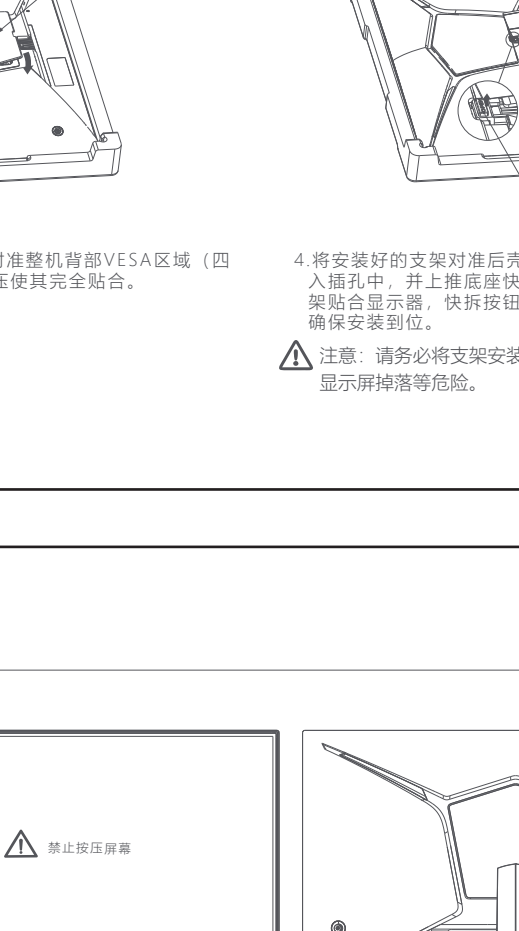 对准整机背部VESA区域（四
压使其完全贴合。
4.将安装好的支架对准后壳
入插孔中，并上推底座快
架贴合显示器，快拆按钮
确保安装到位。
注意：请务必将支架安装
显示屏掉落等危险。
禁止按压屏幕